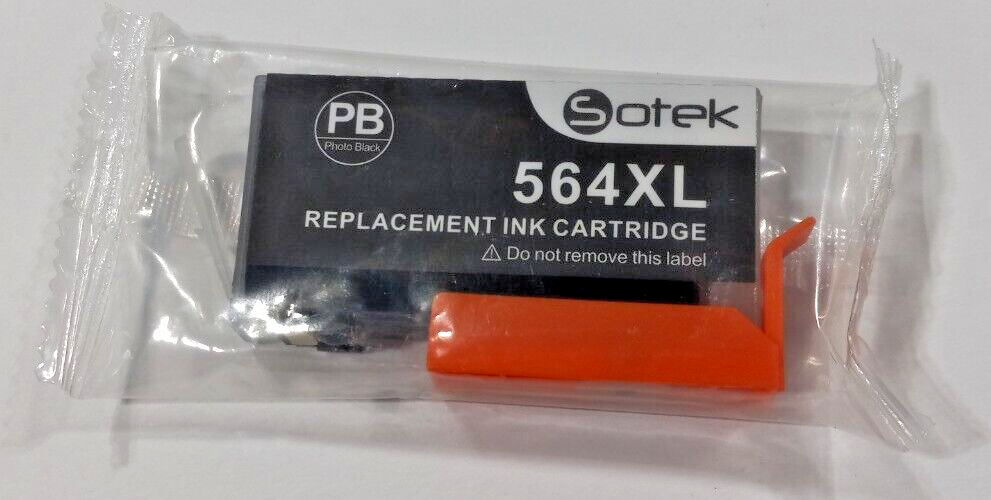 PB
Photo Black
Sotek
564XL
REPLACEMENT INK CARTRIDGE
⚠ Do not remove this label